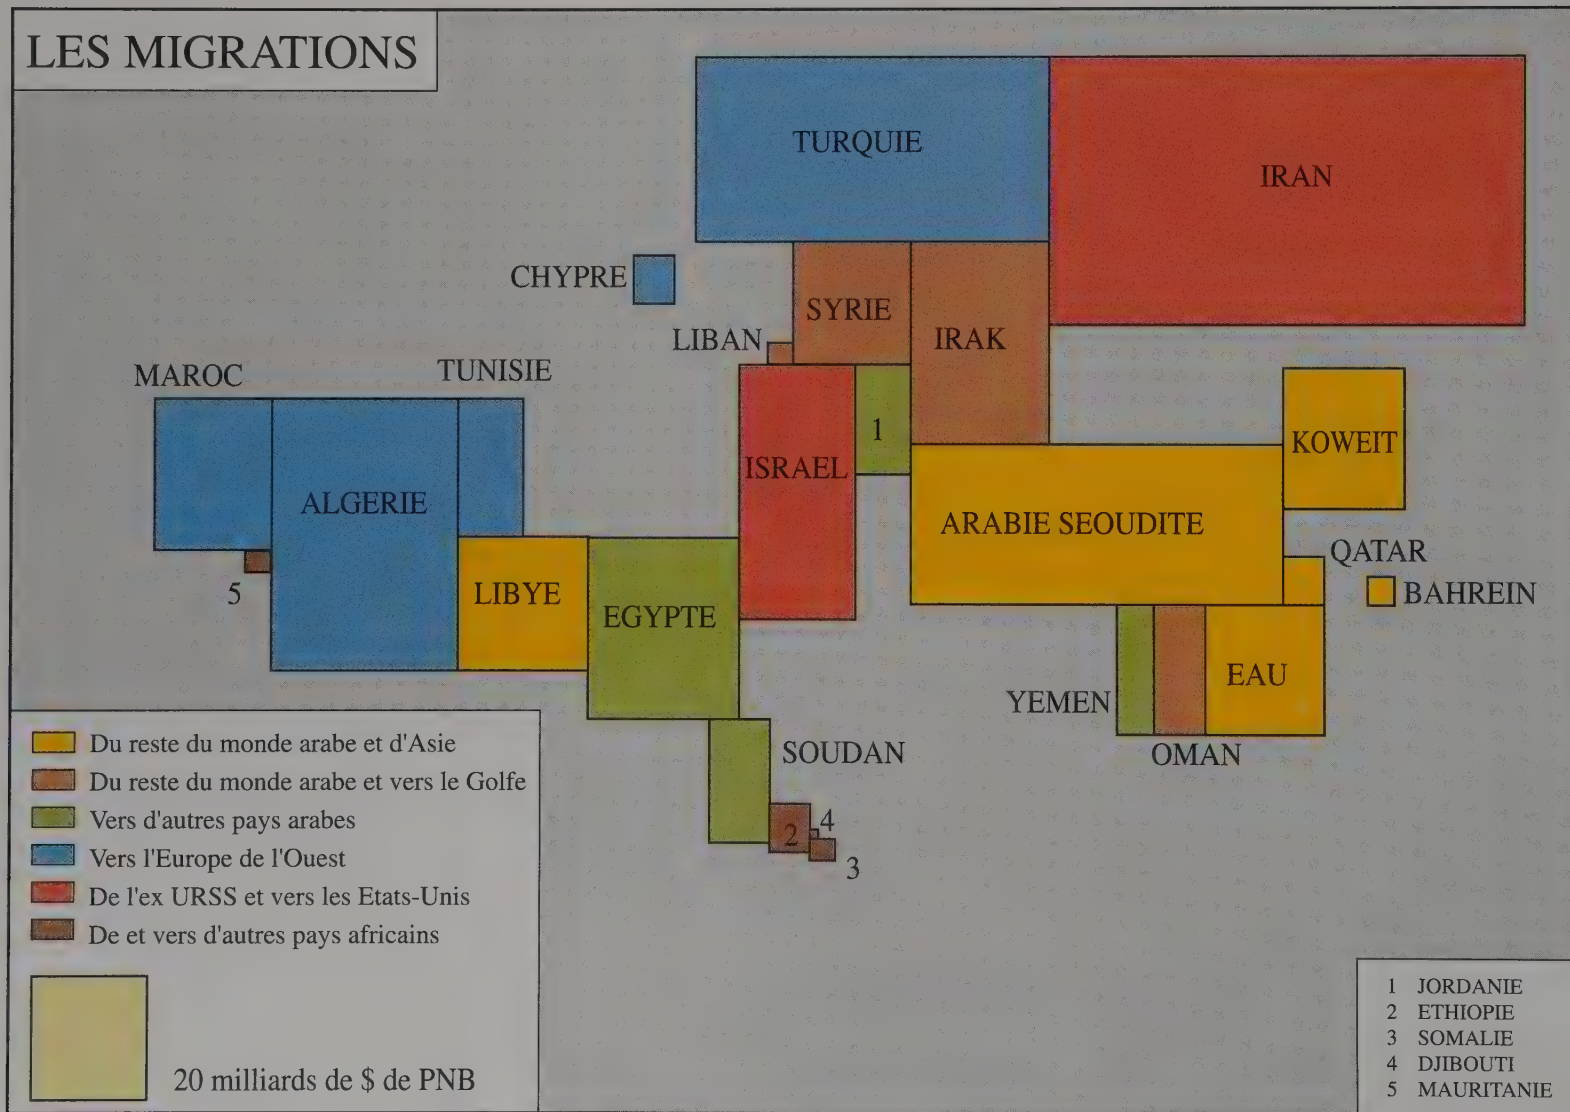 LES MIGRATIONS
TURQUIE
IRAN
CHYPRE
SYRIE
LIBAN
IRAK
MAROC
TUNISIE
1
KOWEIT
ISRAEL
ALGERIE
ARABIE SEOUDITE
QATAR
5
LIBYE
BAHREIN
EGYPTE
EAU
YEMEN
OMAN
SOUDAN
2
4
3
Du reste du monde arabe et d'Asie
Du reste du monde arabe et vers le Golfe
Vers d'autres pays arabes
Vers l'Europe de l'Ouest
De l'ex URSS et vers les Etats-Unis
De et vers d'autres pays africains
20 milliards de $ de PNB
1 JORDANIE
2 ETHIOPIE
3 SOMALIE
4 DJIBOUTI
5 MAURITANIE